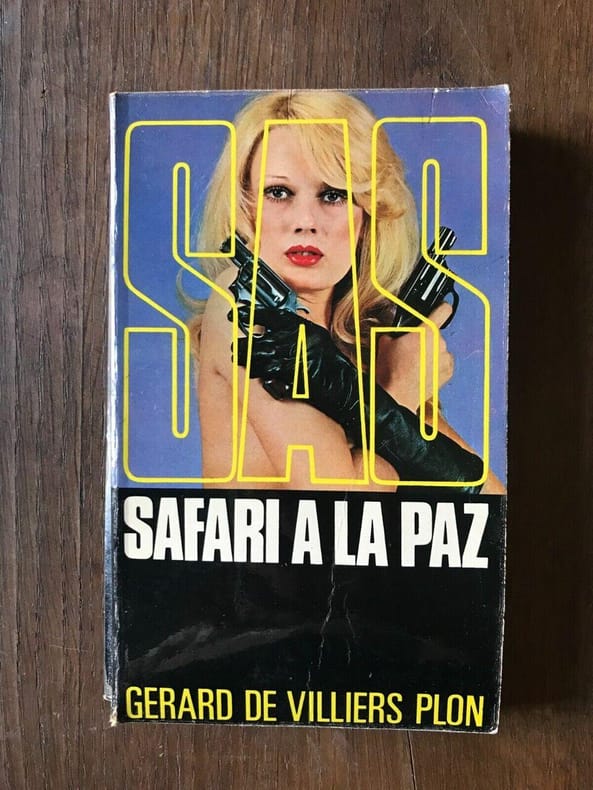 SAS
SAFARI A LA PAZ
GERARD DE VILLIERS PLON